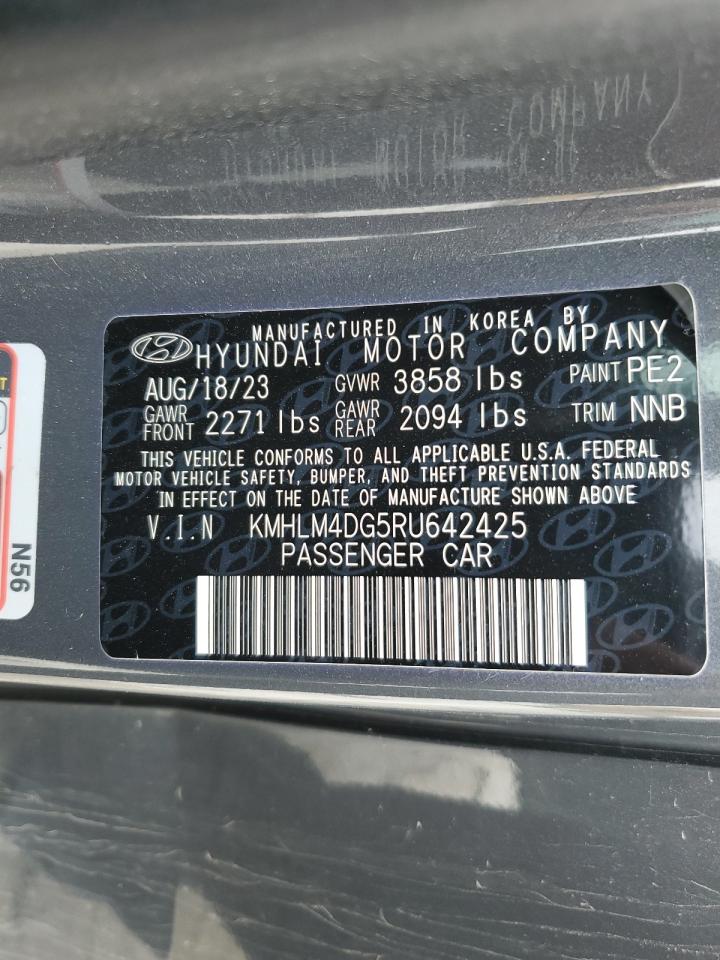 MANUFACTURED IN KOREA BY
HYUNDAI MOTOR COMPANY
AUG/18/23 GVWR 3858 lbs PAINT PE2
GAWR FRONT 2271 lbs GAWR REAR 2094 lbs TRIM NNB
THIS VEHICLE CONFORMS TO ALL APPLICABLE U.S.A. FEDERAL
MOTOR VEHICLE SAFETY, BUMPER, AND THEFT PREVENTION STANDARDS
IN EFFECT ON THE DATE OF MANUFACTURE SHOWN ABOVE
V.I.N KMHLM4DG5RU642425
PASSENGER CAR
N56